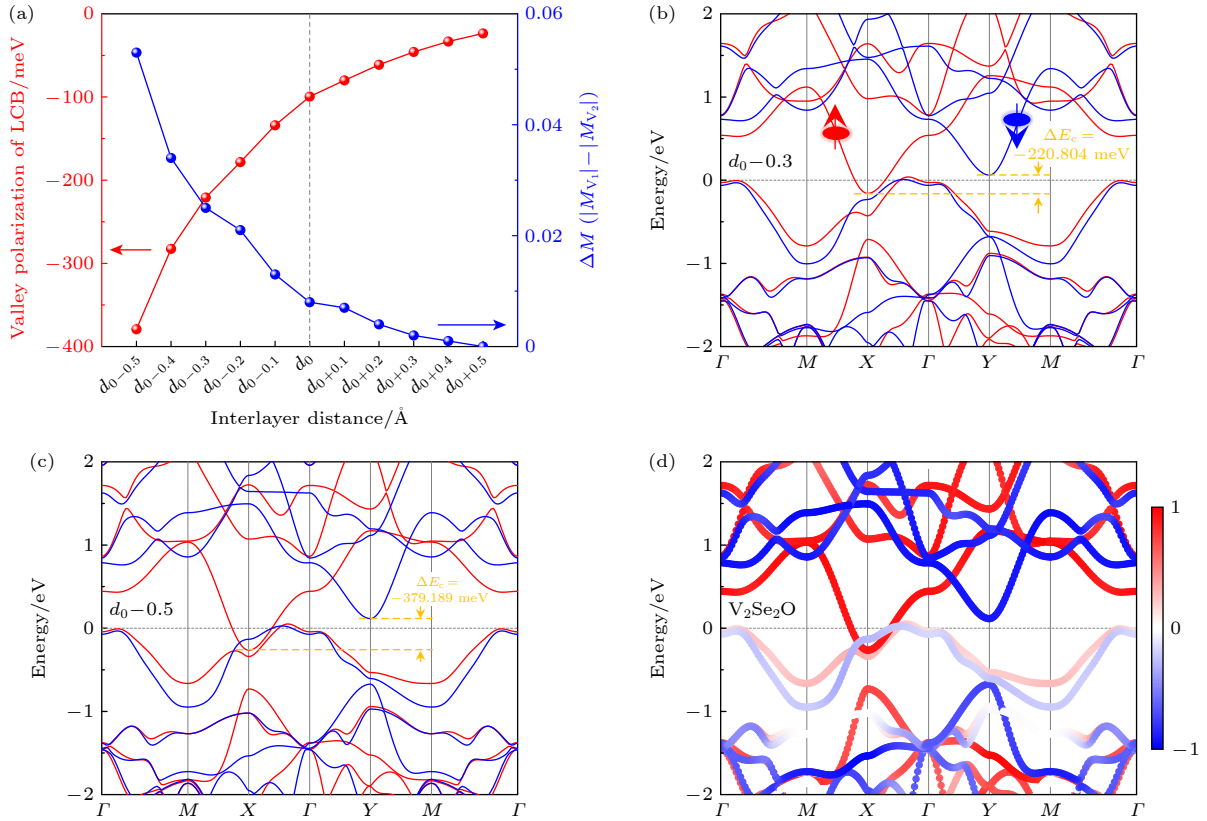 (a)
0
−100
−200
−300
−400
Valley polarization of LCB/meV
0.06
0.04
0.02
0
ΔM (|M_V₁|−|M_V₂|)
d₀−0.5
d₀−0.4
d₀−0.3
d₀−0.2
d₀−0.1
d₀
d₀+0.1
d₀+0.2
d₀+0.3
d₀+0.4
d₀+0.5
Interlayer distance/Å
(b)
2
1
0
−1
−2
Energy/eV
d₀−0.3
ΔE_c=
−220.804 meV
Γ M X Γ Y M Γ
(c)
2
1
0
−1
−2
Energy/eV
d₀−0.5
ΔE_c=
−379.189 meV
Γ M X Γ Y M Γ
(d)
2
1
0
−1
−2
Energy/eV
V₂Se₂O
Γ M X Γ Y M Γ
1
0
−1